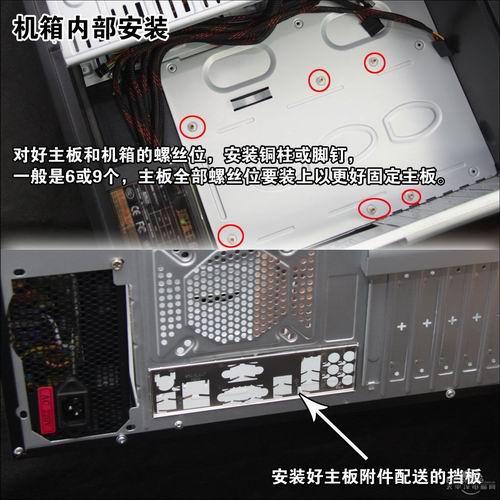 机箱内部安装
对好主板和机箱的螺丝位，安装铜柱或脚钉，
一般是6或9个，主板全部螺丝位要装上以更好固定主板。
安装好主板附件配送的挡板